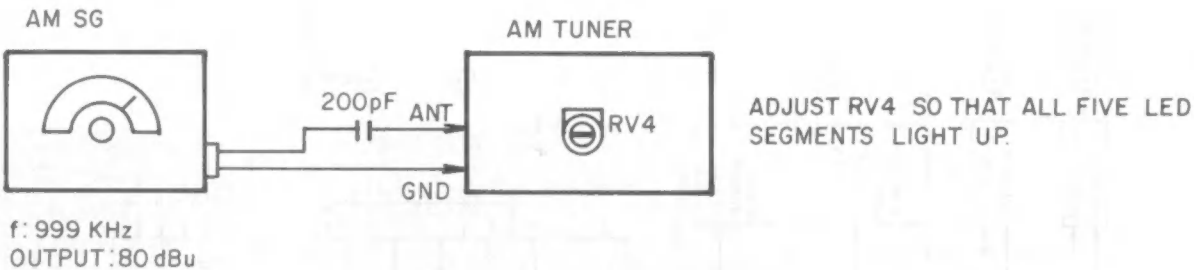 AM SG
AM TUNER
200pF
ANT
RV4
GND
ADJUST RV4 SO THAT ALL FIVE LED
SEGMENTS LIGHT UP.
f: 999 KHz
OUTPUT: 80 dBu